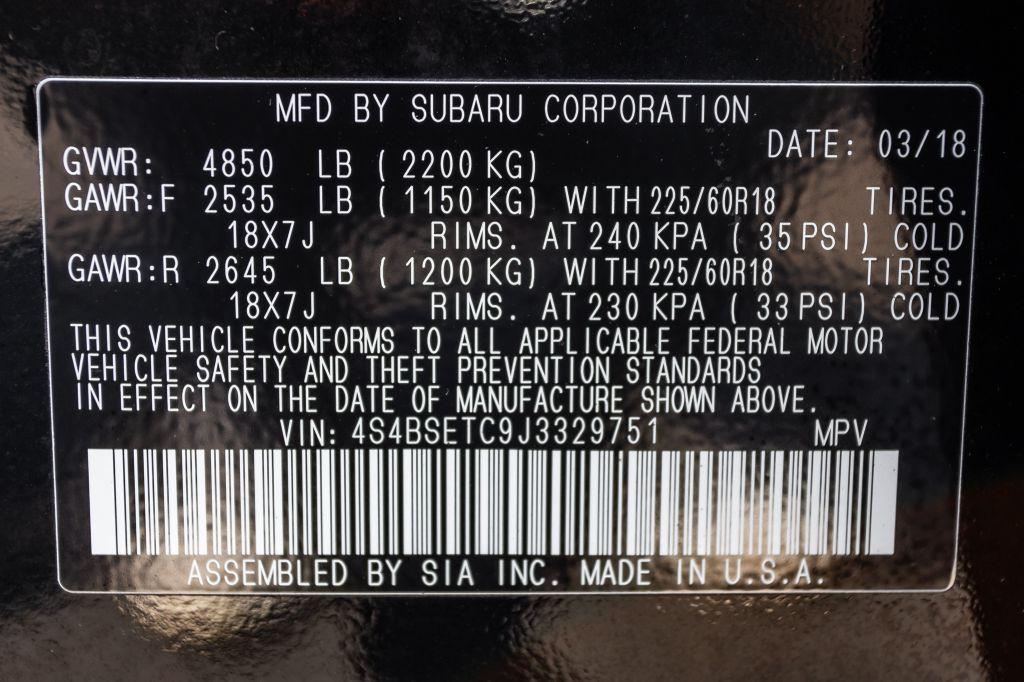 MFD BY SUBARU CORPORATION
DATE: 03/18
GVWR: 4850 LB ( 2200 KG)
GAWR:F 2535 LB ( 1150 KG) WITH 225/60R18 TIRES.
18X7J RIMS. AT 240 KPA ( 35 PSI) COLD
GAWR:R 2645 LB ( 1200 KG) WITH 225/60R18 TIRES.
18X7J RIMS. AT 230 KPA ( 33 PSI) COLD
THIS VEHICLE CONFORMS TO ALL APPLICABLE FEDERAL MOTOR
VEHICLE SAFETY AND THEFT PREVENTION STANDARDS
IN EFFECT ON THE DATE OF MANUFACTURE SHOWN ABOVE.
VIN: 4S4BSETC9J3329751 MPV
ASSEMBLED BY SIA INC. MADE IN U.S.A.